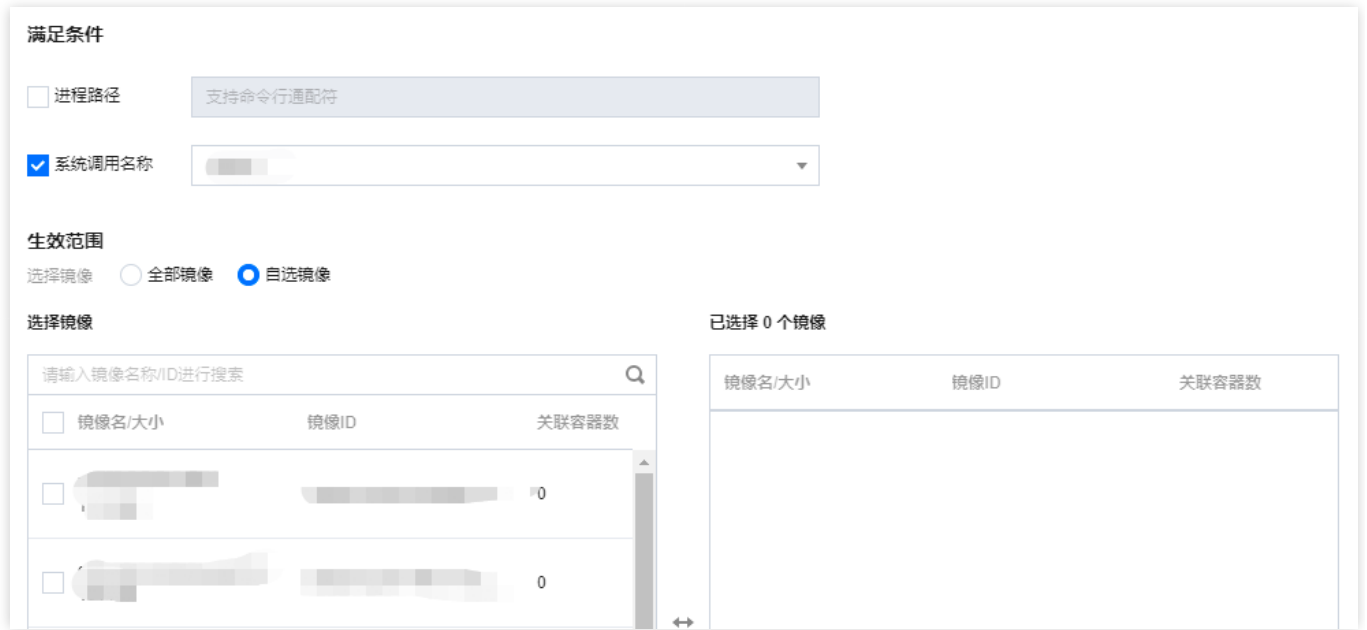 满足条件
进程路径 支持命令行通配符
系统调用名称
生效范围
选择镜像 全部镜像 自选镜像
选择镜像
请输入镜像名称/ID进行搜索
镜像名/大小 镜像ID 关联容器数
0
0
已选择 0 个镜像
镜像名/大小 镜像ID 关联容器数